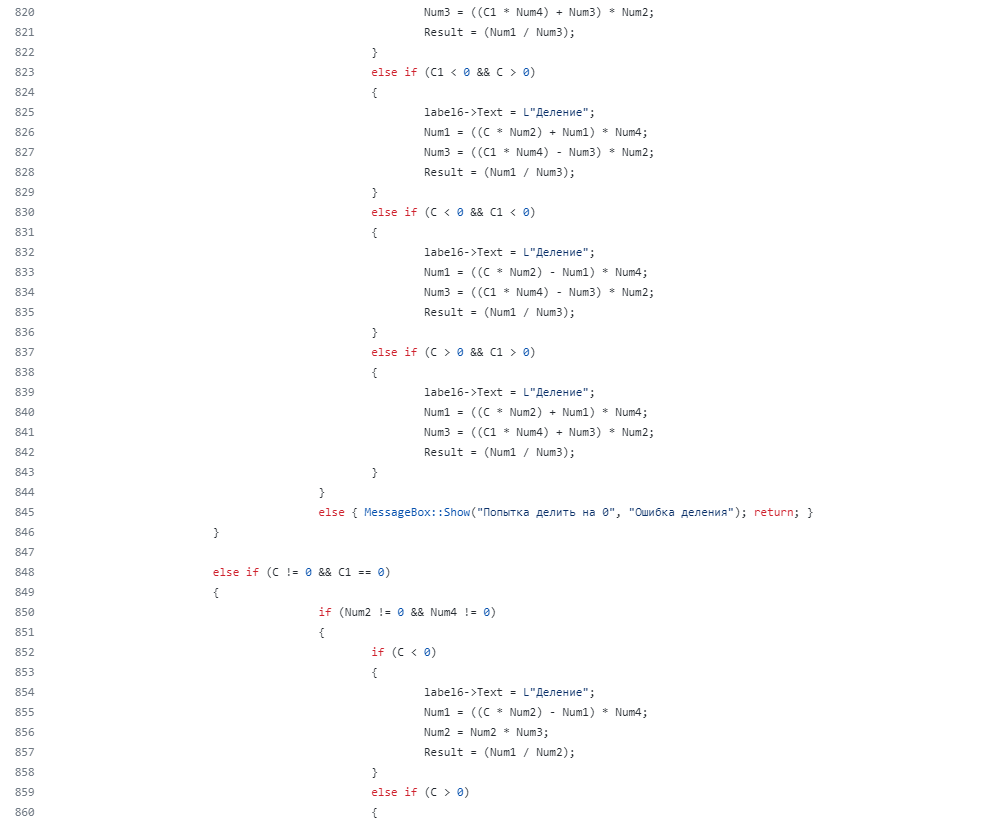 820 Num3 = ((C1 * Num4) + Num3) * Num2;
821 Result = (Num1 / Num3);
822 }
823 else if (C1 < 0 && C > 0)
824 {
825 label6->Text = L"Деление";
826 Num1 = ((C * Num2) + Num1) * Num4;
827 Num3 = ((C1 * Num4) - Num3) * Num2;
828 Result = (Num1 / Num3);
829 }
830 else if (C < 0 && C1 < 0)
831 {
832 label6->Text = L"Деление";
833 Num1 = ((C * Num2) - Num1) * Num4;
834 Num3 = ((C1 * Num4) - Num3) * Num2;
835 Result = (Num1 / Num3);
836 }
837 else if (C > 0 && C1 > 0)
838 {
839 label6->Text = L"Деление";
840 Num1 = ((C * Num2) + Num1) * Num4;
841 Num3 = ((C1 * Num4) + Num3) * Num2;
842 Result = (Num1 / Num3);
843 }
844 }
845 else { MessageBox::Show("Попытка делить на 0", "Ошибка деления"); return; }
846 }
847
848 else if (C != 0 && C1 == 0)
849 {
850 if (Num2 != 0 && Num4 != 0)
851 {
852 if (C < 0)
853 {
854 label6->Text = L"Деление";
855 Num1 = ((C * Num2) - Num1) * Num4;
856 Num2 = Num2 * Num3;
857 Result = (Num1 / Num2);
858 }
859 else if (C > 0)
860 {